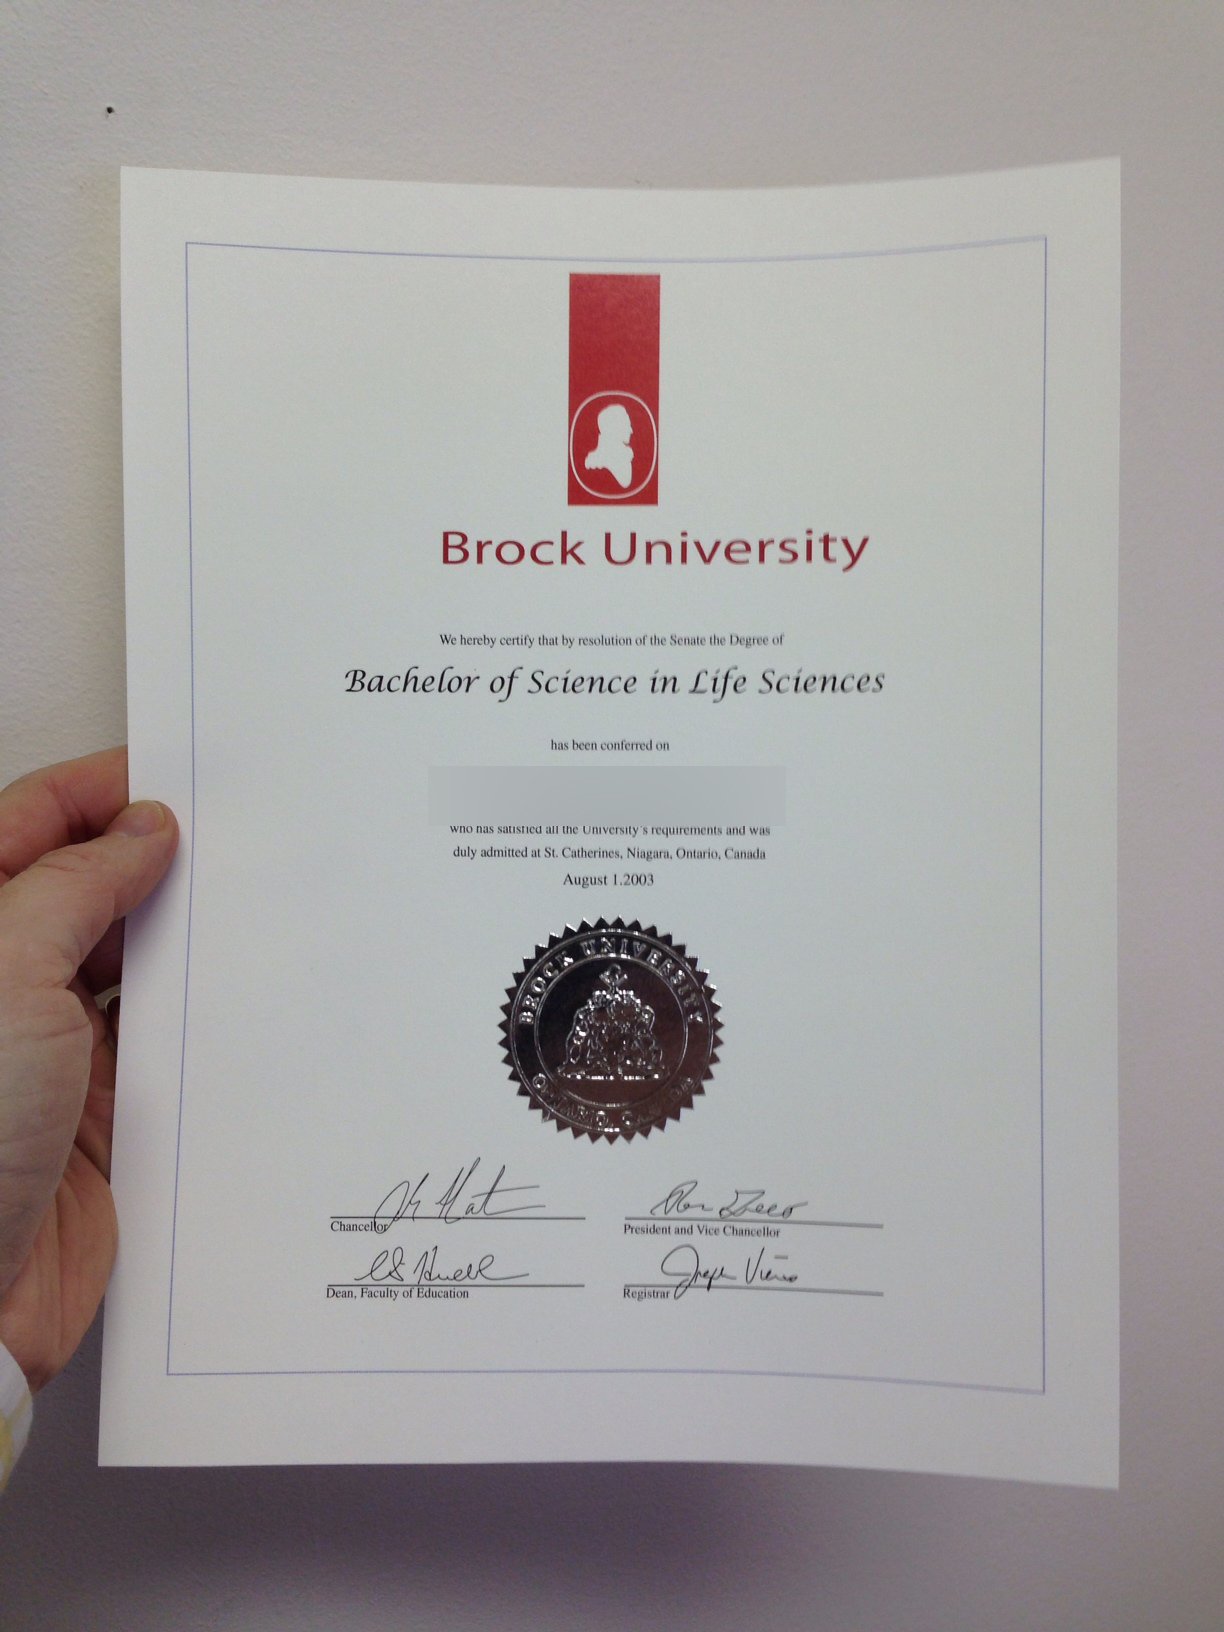 Brock University
We hereby certify that by resolution of the Senate the Degree of
Bachelor of Science in Life Sciences
has been conferred on
who has satisfied all the University's requirements and was
duly admitted at St. Catherines, Niagara, Ontario, Canada
August 1.2003
BROCK UNIVERSITY
ONTARIO, CANADA
Chancellor
President and Vice Chancellor
Dean, Faculty of Education
Registrar